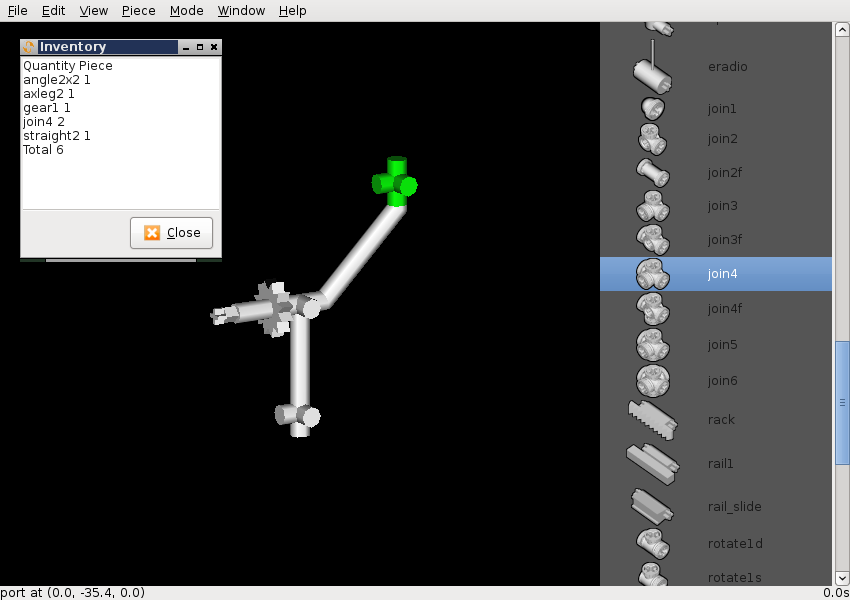 File Edit View Piece Mode Window Help
Inventory
Quantity Piece
angle2x2 1
axleg2 1
gear1 1
join4 2
straight2 1
Total 6
Close
eradio
join1
join2
join2f
join3
join3f
join4
join4f
join5
join6
rack
rail1
rail_slide
rotate1d
rotate1s
port at (0.0, -35.4, 0.0)
0.0s